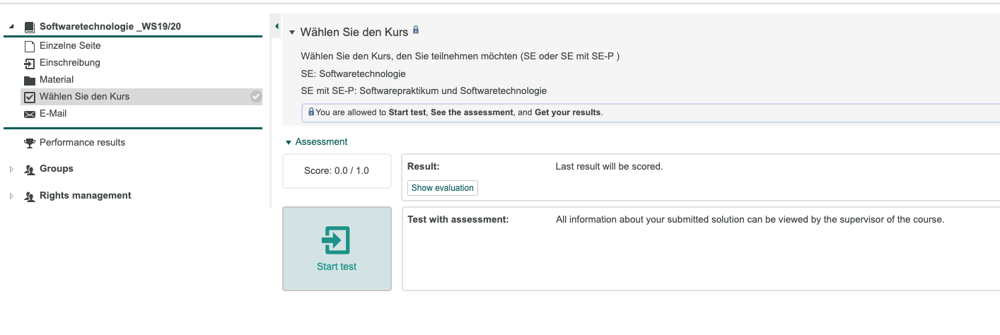 Softwaretechnologie _WS19/20
Einzelne Seite
Einschreibung
Material
Wählen Sie den Kurs
E-Mail
Performance results
Groups
Rights management
Wählen Sie den Kurs
Wählen Sie den Kurs, den Sie teilnehmen möchten (SE oder SE mit SE-P )
SE: Softwaretechnologie
SE mit SE-P: Softwarepraktikum und Softwaretechnologie
You are allowed to Start test, See the assessment, and Get your results.
Assessment
Score: 0.0 / 1.0
Result: Last result will be scored.
Show evaluation
Start test
Test with assessment: All information about your submitted solution can be viewed by the supervisor of the course.